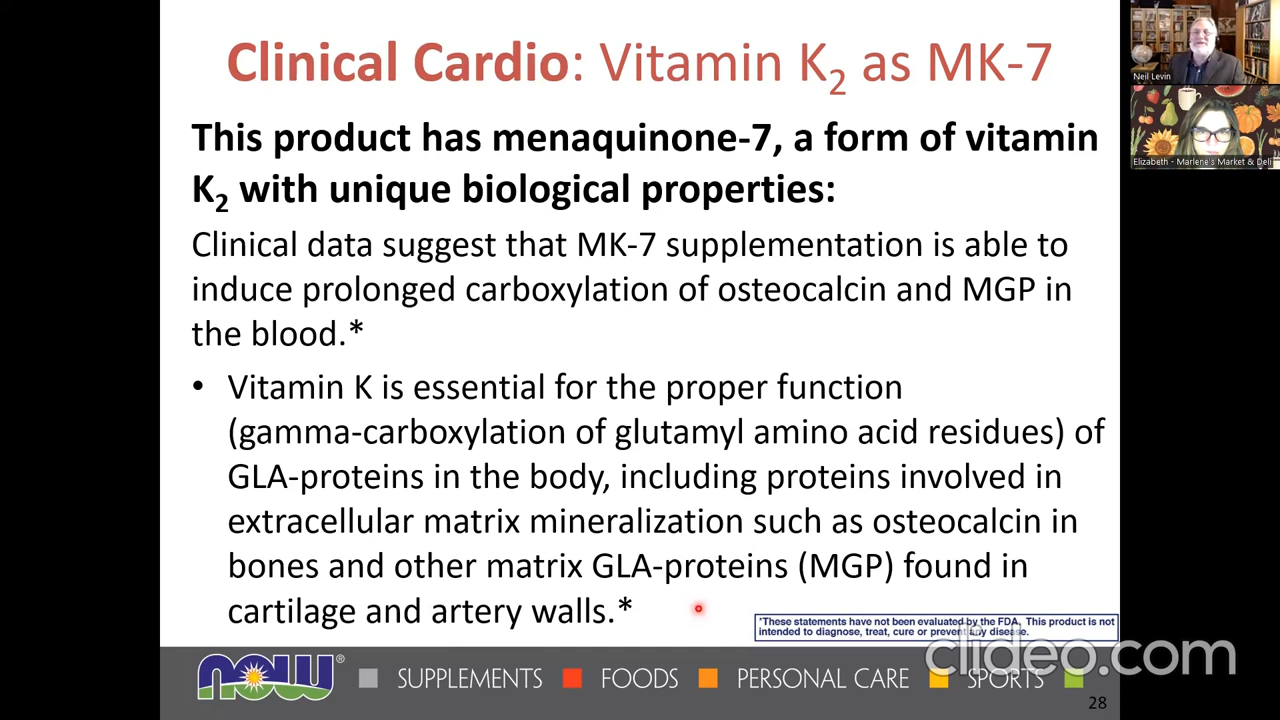 Clinical Cardio: Vitamin K2 as MK-7
This product has menaquinone-7, a form of vitamin
K2 with unique biological properties:
Clinical data suggest that MK-7 supplementation is able to
induce prolonged carboxylation of osteocalcin and MGP in
the blood.*
• Vitamin K is essential for the proper function
(gamma-carboxylation of glutamyl amino acid residues) of
GLA-proteins in the body, including proteins involved in
extracellular matrix mineralization such as osteocalcin in
bones and other matrix GLA-proteins (MGP) found in
cartilage and artery walls.*
*These statements have not been evaluated by the FDA. This product is not
intended to diagnose, treat, cure or prevent any disease.
now® SUPPLEMENTS FOODS PERSONAL CARE SPORTS
28
Neil Levin
Elizabeth - Marlene's Market & Deli
clideo.com